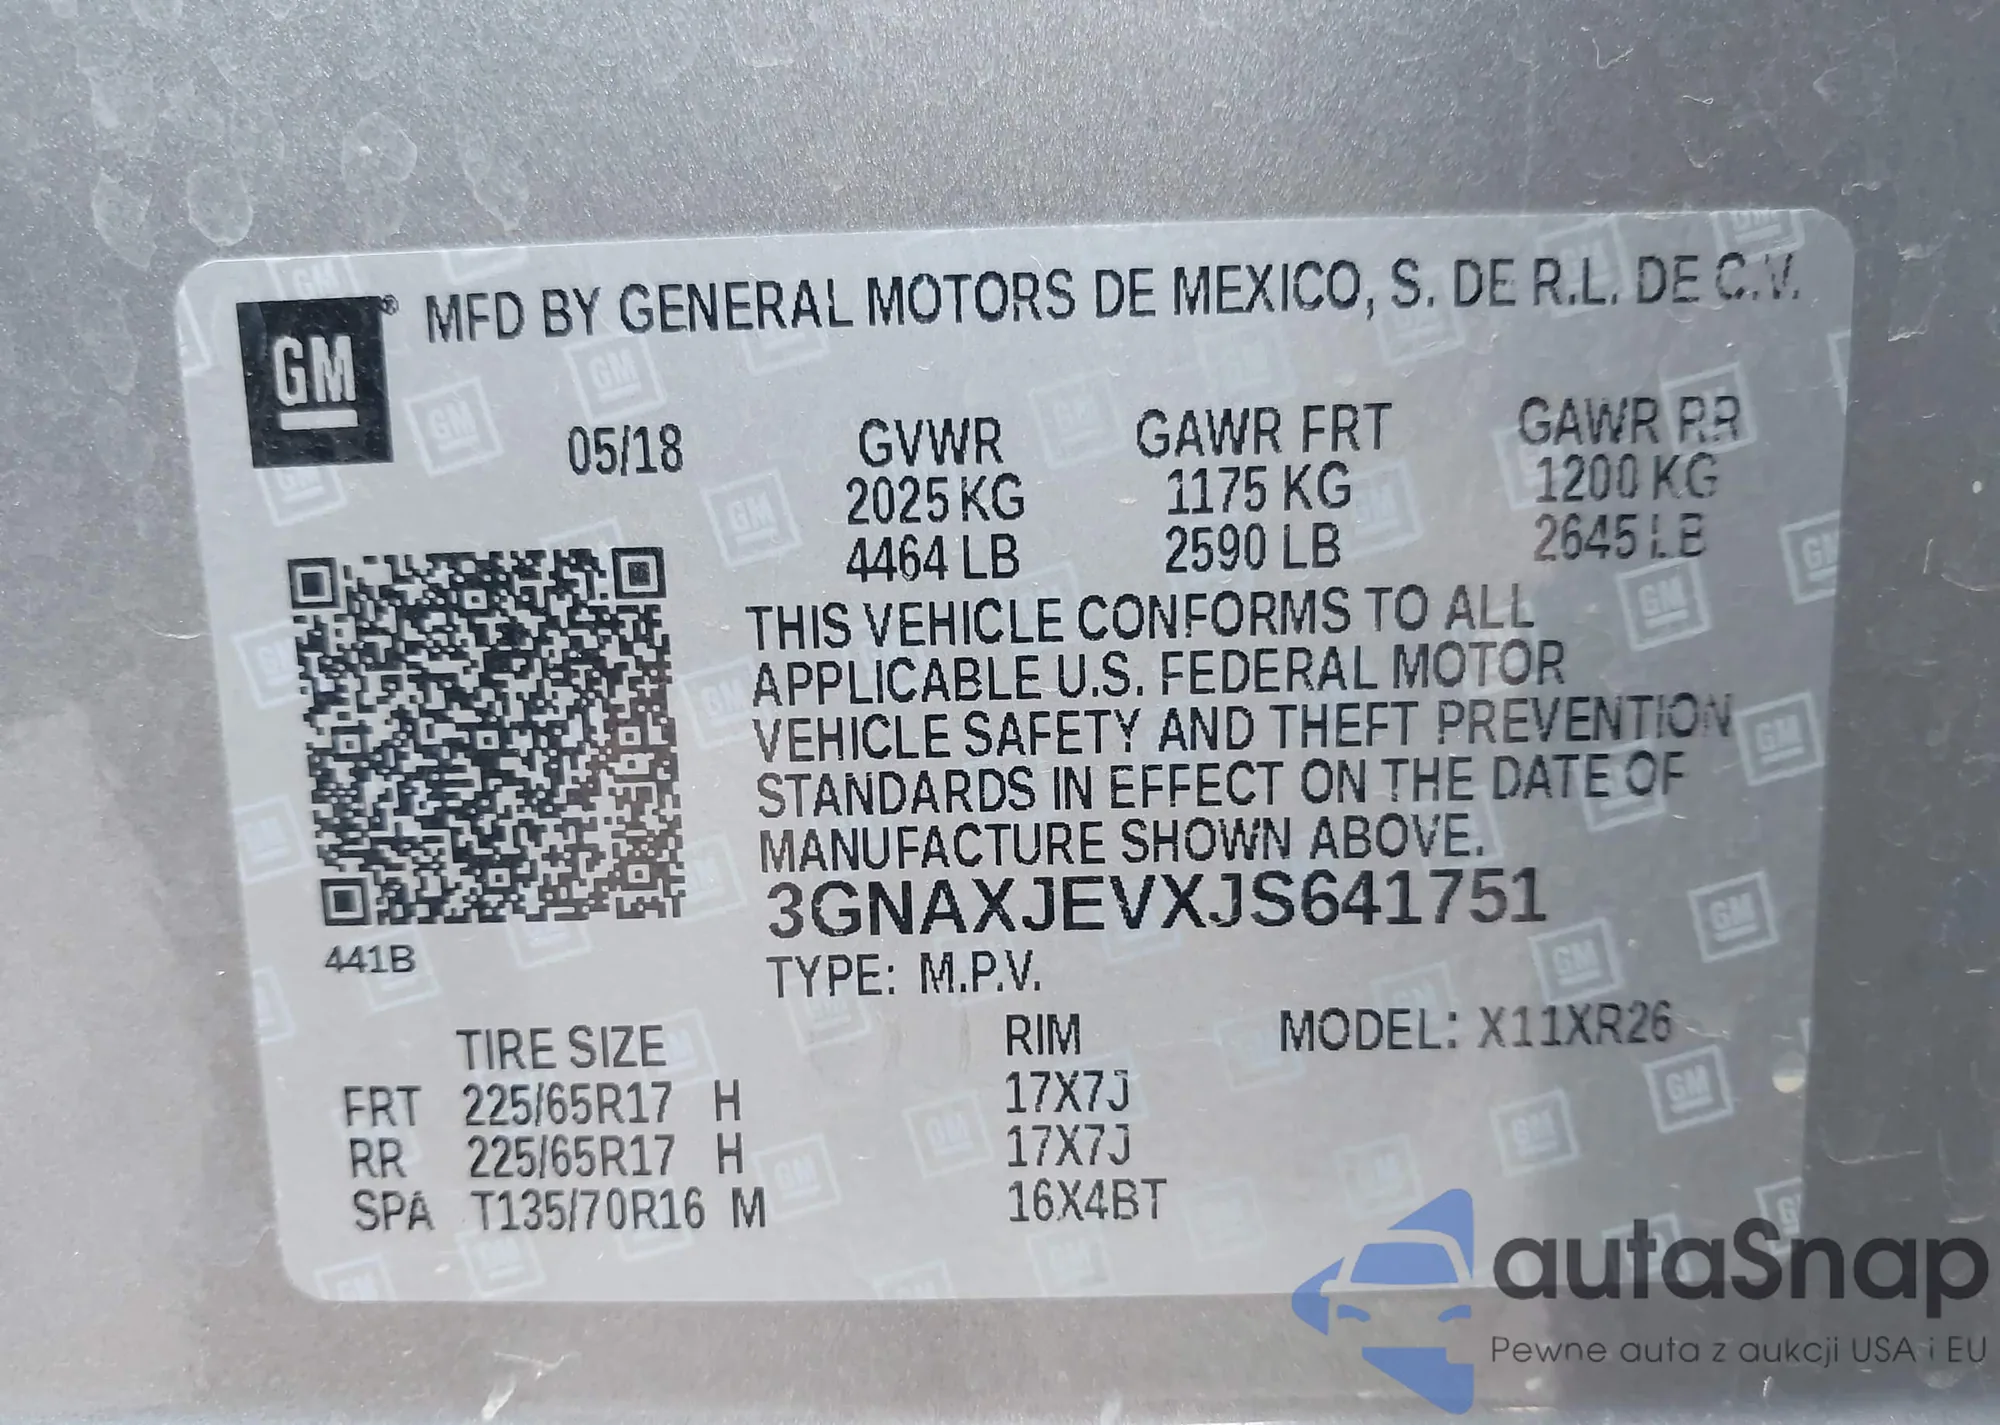 GM® MFD BY GENERAL MOTORS DE MEXICO, S. DE R.L. DE C.V.
05/18 GVWR GAWR FRT GAWR RR
2025 KG 1175 KG 1200 KG
4464 LB 2590 LB 2645 LB
THIS VEHICLE CONFORMS TO ALL
APPLICABLE U.S. FEDERAL MOTOR
VEHICLE SAFETY AND THEFT PREVENTION
STANDARDS IN EFFECT ON THE DATE OF
MANUFACTURE SHOWN ABOVE.
3GNAXJEVXJS641751
441B
TYPE: M.P.V.
TIRE SIZE RIM MODEL: X11XR26
FRT 225/65R17 H 17X7J
RR 225/65R17 H 17X7J
SPA T135/70R16 M 16X4BT
autaSnap
Pewne auta z aukcji USA i EU